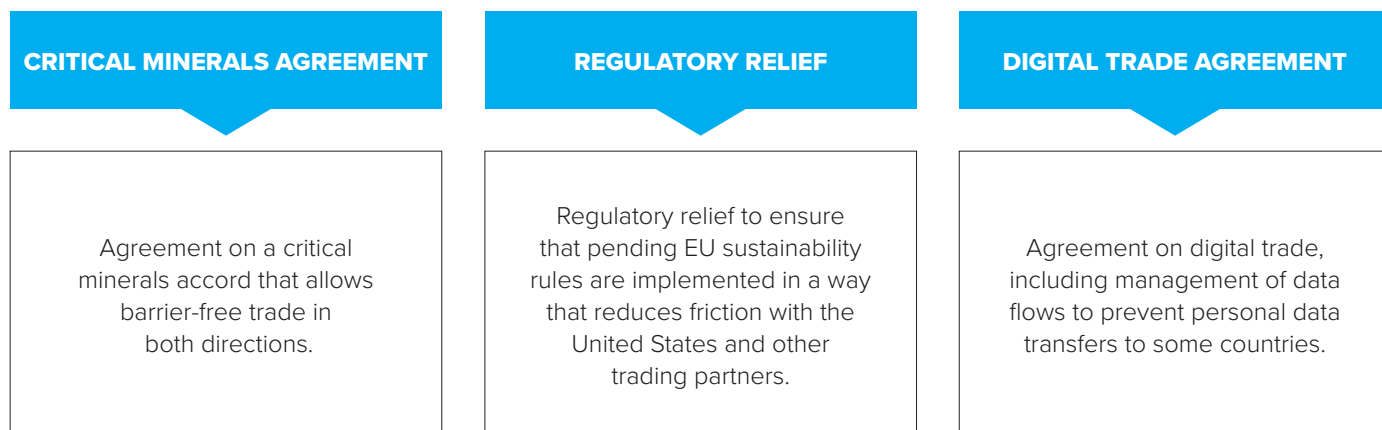 CRITICAL MINERALS AGREEMENT
Agreement on a critical
minerals accord that allows
barrier-free trade in
both directions.
REGULATORY RELIEF
Regulatory relief to ensure
that pending EU sustainability
rules are implemented in a way
that reduces friction with the
United States and other
trading partners.
DIGITAL TRADE AGREEMENT
Agreement on digital trade,
including management of data
flows to prevent personal data
transfers to some countries.